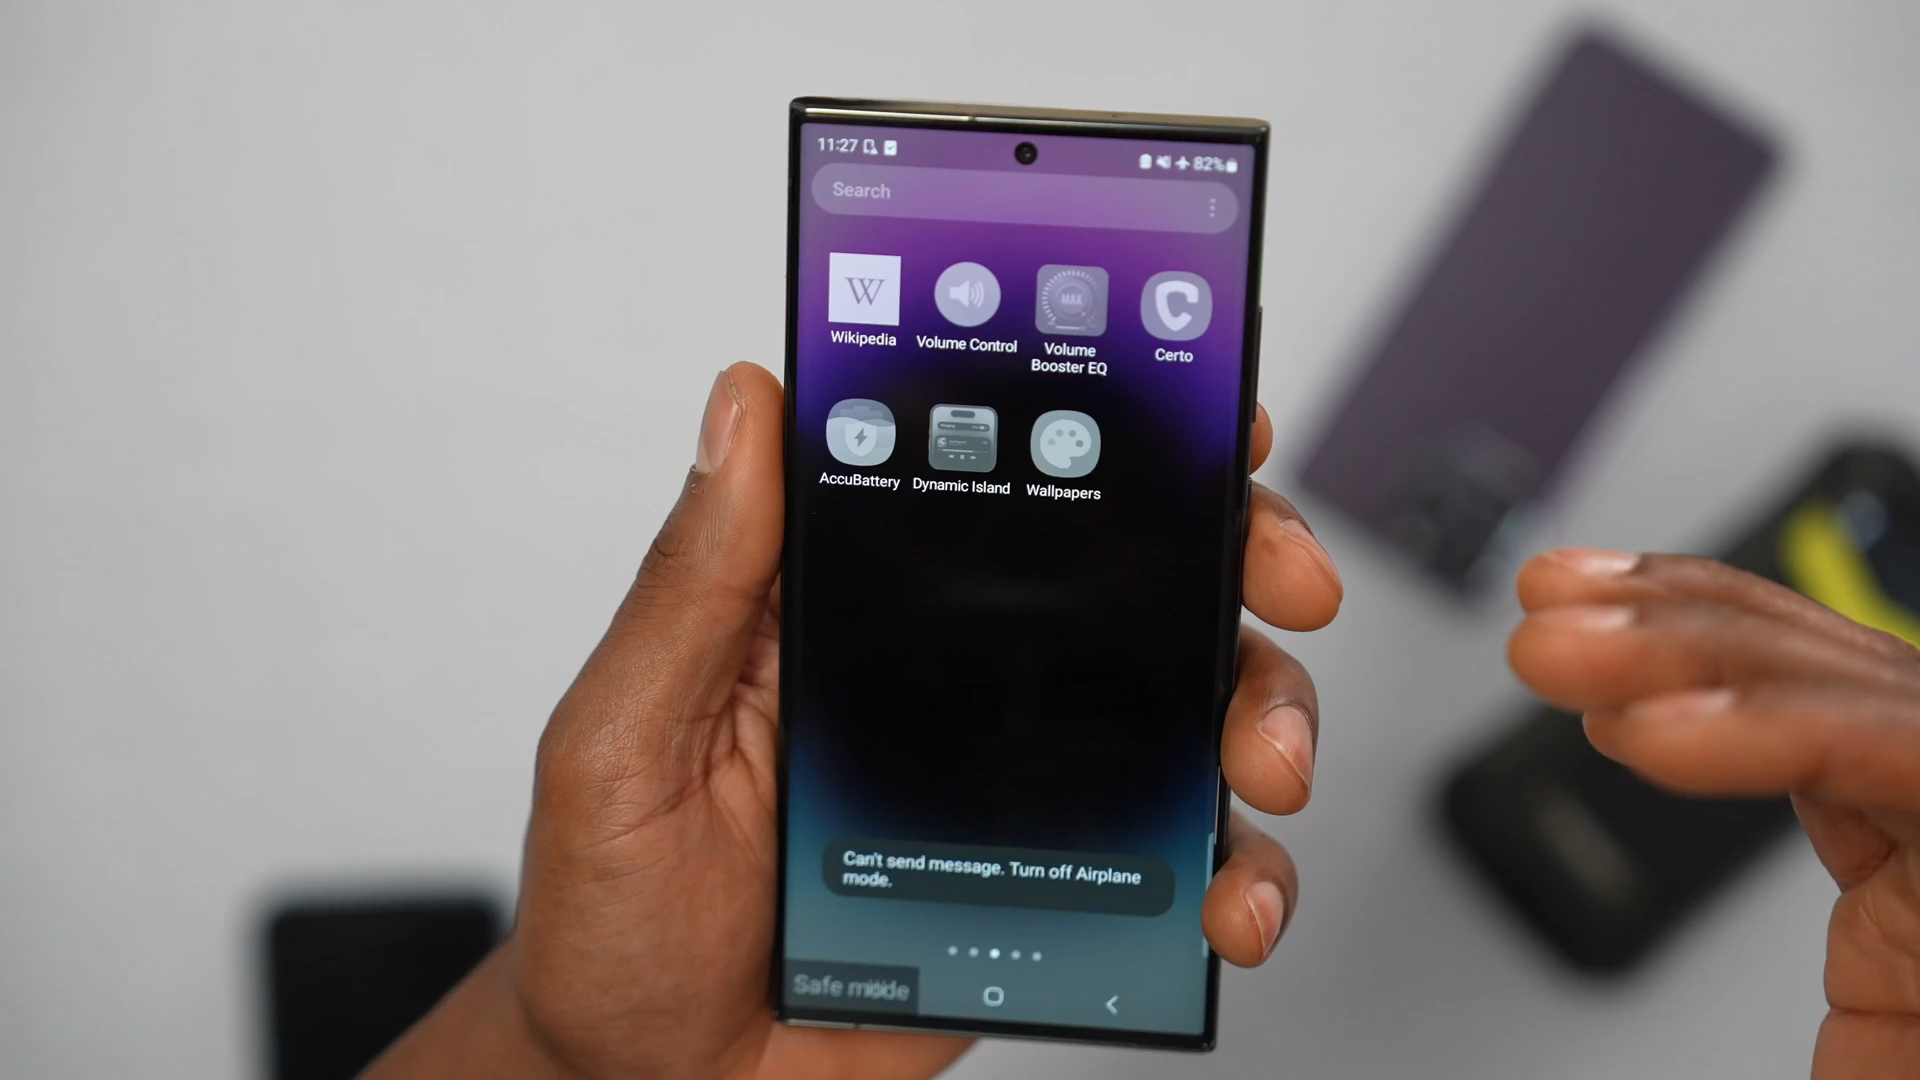 11:27
82%
Search
W
MAX
Wikipedia
Volume Control
Volume
Booster EQ
Certo
AccuBattery
Dynamic Island
Wallpapers
Can't send message. Turn off Airplane
mode.
Safe mode